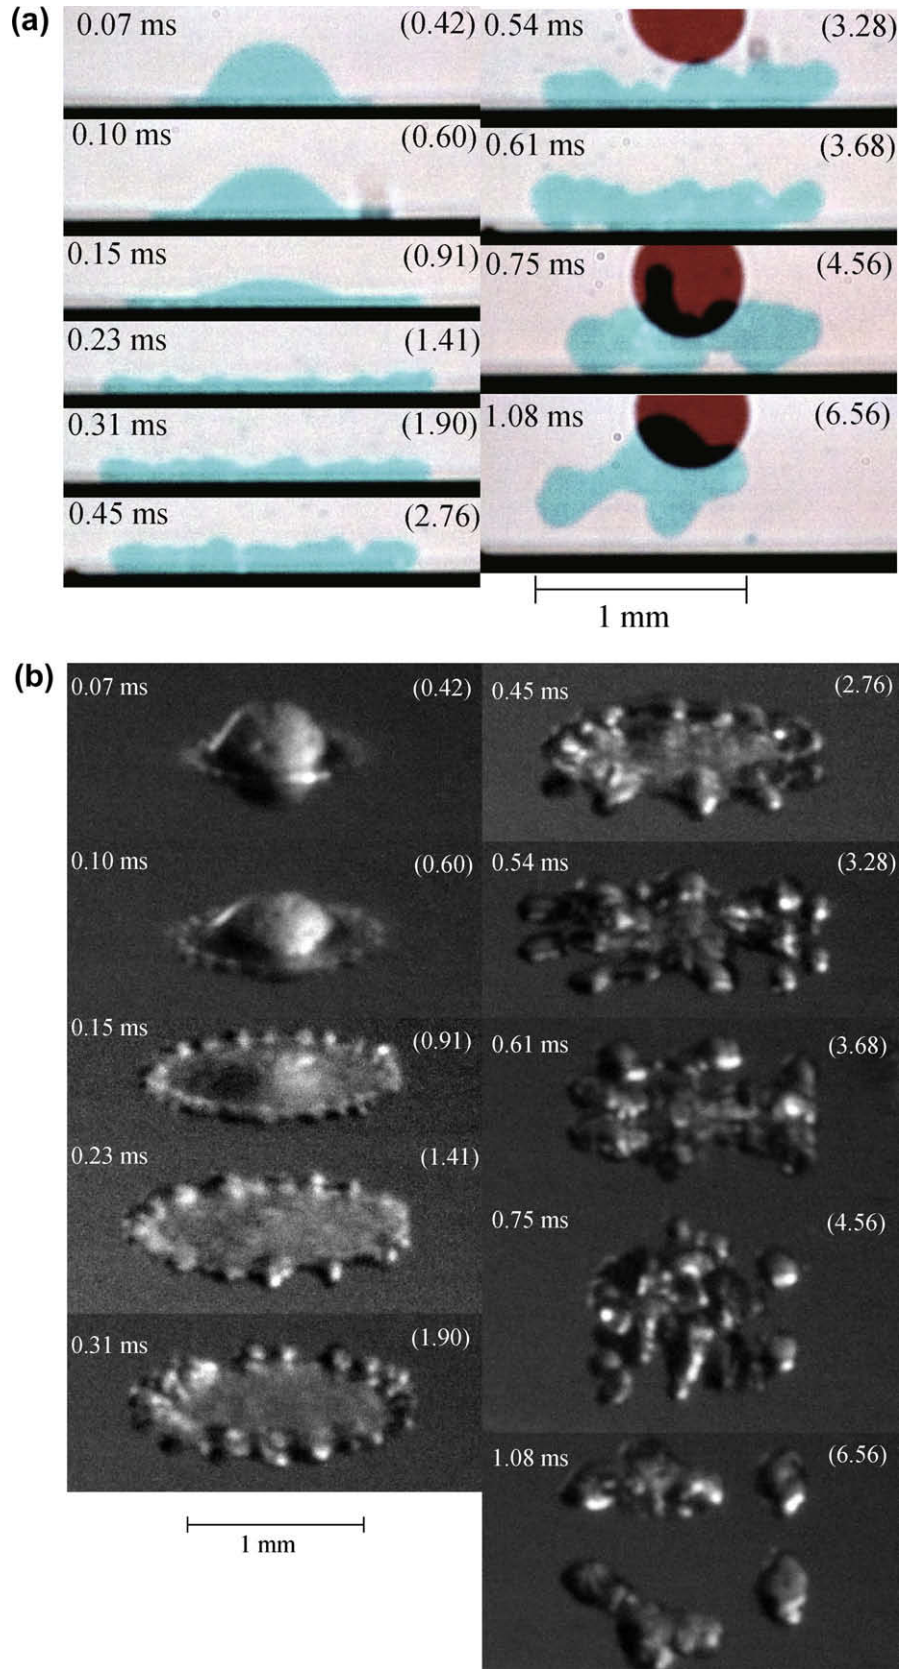 (a)
0.07 ms (0.42)
0.10 ms (0.60)
0.15 ms (0.91)
0.23 ms (1.41)
0.31 ms (1.90)
0.45 ms (2.76)
0.54 ms (3.28)
0.61 ms (3.68)
0.75 ms (4.56)
1.08 ms (6.56)
1 mm
(b)
0.07 ms (0.42)
0.10 ms (0.60)
0.15 ms (0.91)
0.23 ms (1.41)
0.31 ms (1.90)
1 mm
0.45 ms (2.76)
0.54 ms (3.28)
0.61 ms (3.68)
0.75 ms (4.56)
1.08 ms (6.56)